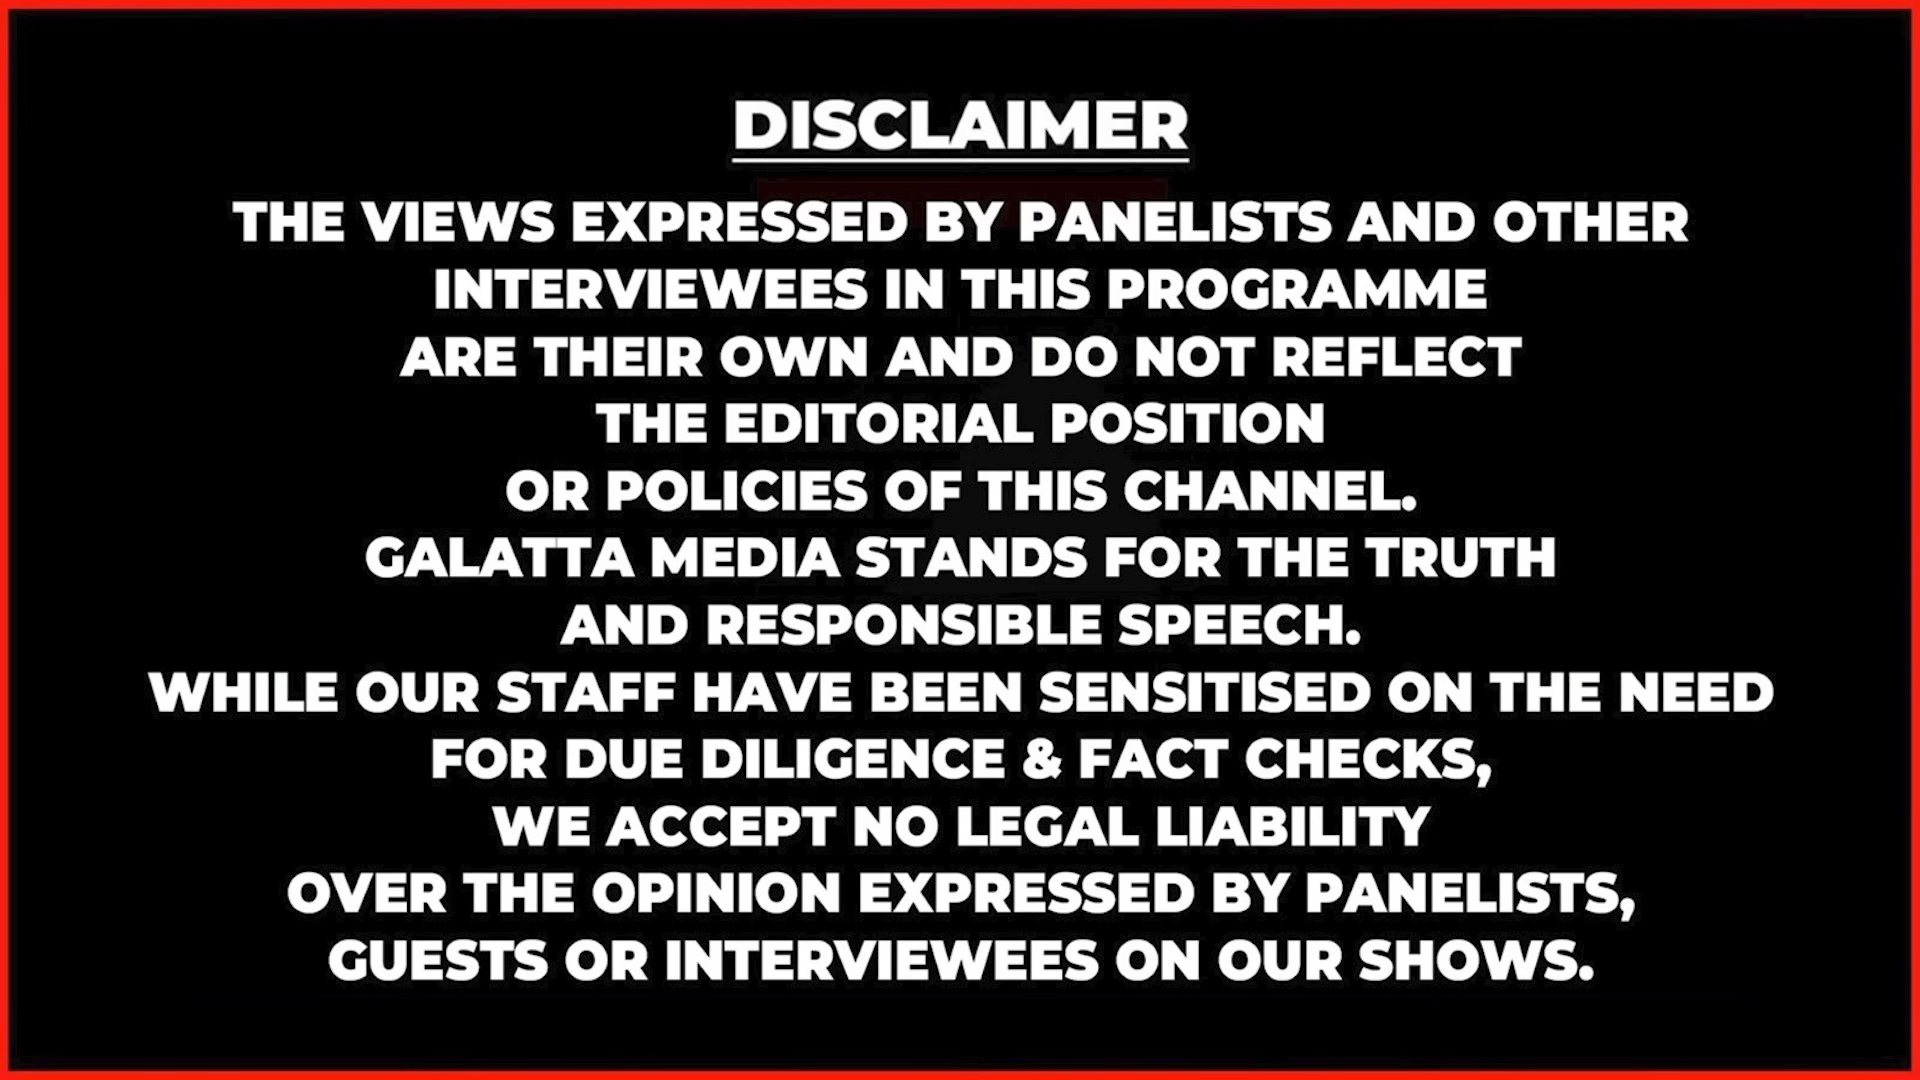 DISCLAIMER
THE VIEWS EXPRESSED BY PANELISTS AND OTHER
INTERVIEWEES IN THIS PROGRAMME
ARE THEIR OWN AND DO NOT REFLECT
THE EDITORIAL POSITION
OR POLICIES OF THIS CHANNEL.
GALATTA MEDIA STANDS FOR THE TRUTH
AND RESPONSIBLE SPEECH.
WHILE OUR STAFF HAVE BEEN SENSITISED ON THE NEED
FOR DUE DILIGENCE & FACT CHECKS,
WE ACCEPT NO LEGAL LIABILITY
OVER THE OPINION EXPRESSED BY PANELISTS,
GUESTS OR INTERVIEWEES ON OUR SHOWS.